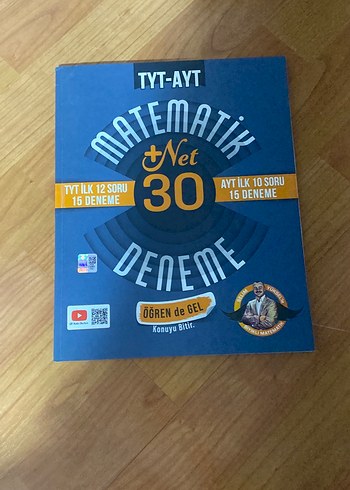 TYT-AYT
MATEMATİK
+Net
30
TYT İLK 12 SORU
15 DENEME
AYT İLK 10 SORU
15 DENEME
DENEME
ÖĞREN de GEL
Konuyu Bitir.